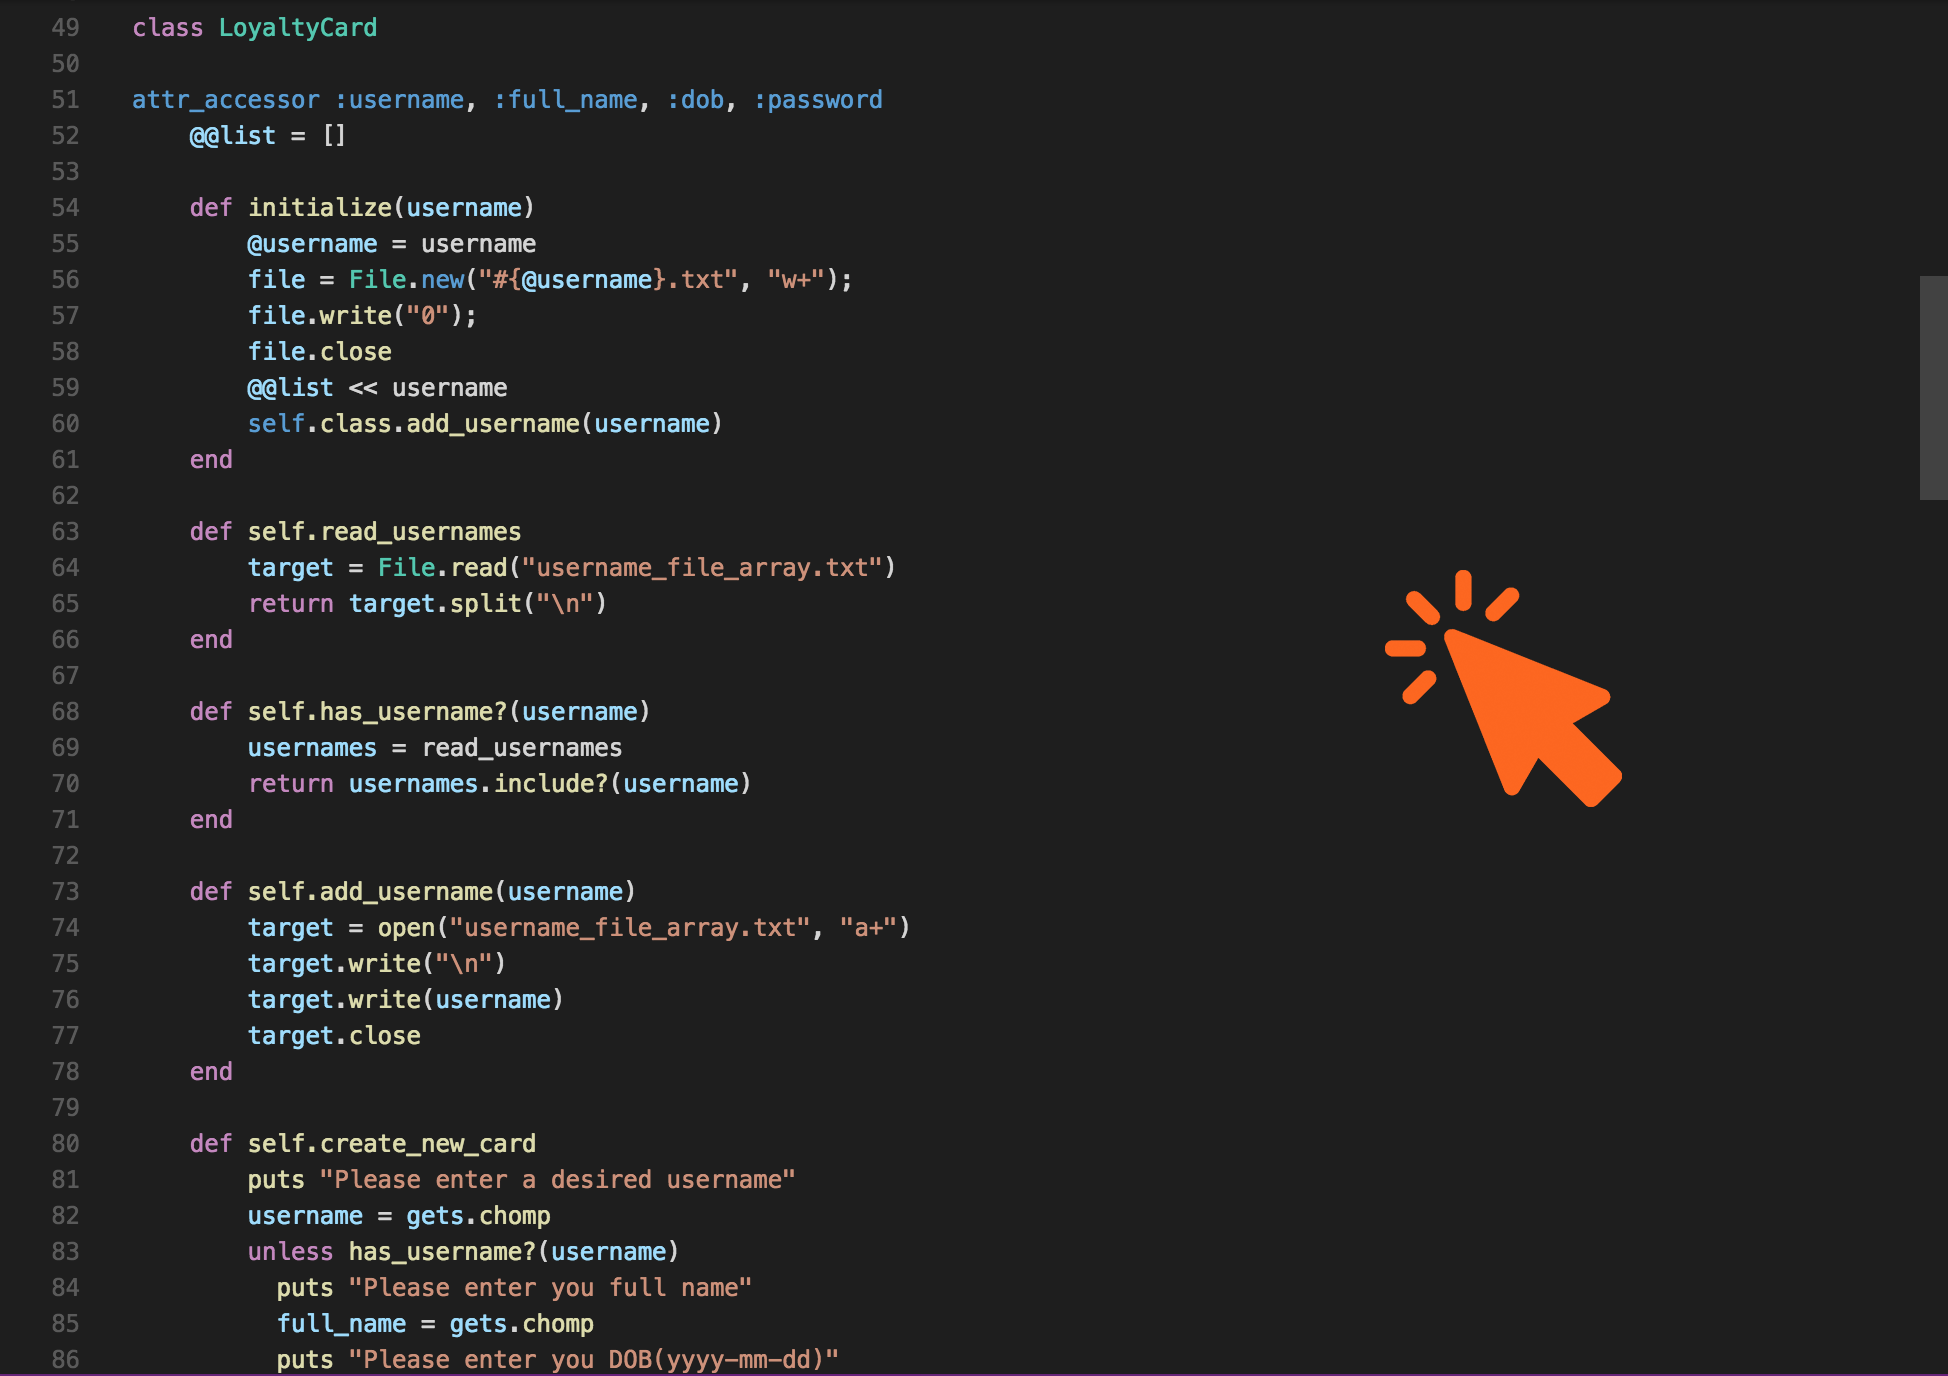 49 class LoyaltyCard
50
51 attr_accessor :username, :full_name, :dob, :password
52     @@list = []
53
54     def initialize(username)
55         @username = username
56         file = File.new("#{@username}.txt", "w+");
57         file.write("0");
58         file.close
59         @@list << username
60         self.class.add_username(username)
61     end
62
63     def self.read_usernames
64         target = File.read("username_file_array.txt")
65         return target.split("\n")
66     end
67
68     def self.has_username?(username)
69         usernames = read_usernames
70         return usernames.include?(username)
71     end
72
73     def self.add_username(username)
74         target = open("username_file_array.txt", "a+")
75         target.write("\n")
76         target.write(username)
77         target.close
78     end
79
80     def self.create_new_card
81         puts "Please enter a desired username"
82         username = gets.chomp
83         unless has_username?(username)
84           puts "Please enter you full name"
85           full_name = gets.chomp
86           puts "Please enter you DOB(yyyy-mm-dd)"